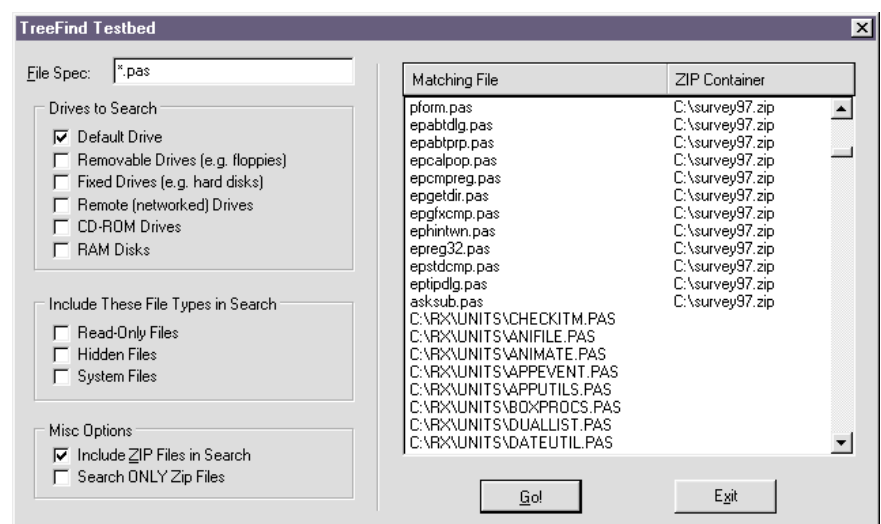 TreeFind Testbed
File Spec: *.pas
Drives to Search
Default Drive
Removable Drives (e.g. floppies)
Fixed Drives (e.g. hard disks)
Remote (networked) Drives
CD-ROM Drives
RAM Disks
Include These File Types in Search
Read-Only Files
Hidden Files
System Files
Misc Options
Include ZIP Files in Search
Search ONLY Zip Files
Matching File ZIP Container
pform.pas C:\survey97.zip
epabtdlg.pas C:\survey97.zip
epabtprp.pas C:\survey97.zip
epcalpop.pas C:\survey97.zip
epcmpreg.pas C:\survey97.zip
epgetdir.pas C:\survey97.zip
epgfxcmp.pas C:\survey97.zip
ephintwn.pas C:\survey97.zip
epreg32.pas C:\survey97.zip
epstdcmp.pas C:\survey97.zip
eptipdlg.pas C:\survey97.zip
asksub.pas C:\survey97.zip
C:\RX\UNITS\CHECKITM.PAS
C:\RX\UNITS\ANIFILE.PAS
C:\RX\UNITS\ANIMATE.PAS
C:\RX\UNITS\APPEVENT.PAS
C:\RX\UNITS\APPUTILS.PAS
C:\RX\UNITS\BOXPROCS.PAS
C:\RX\UNITS\DUALLIST.PAS
C:\RX\UNITS\DATEUTIL.PAS
Go! Exit